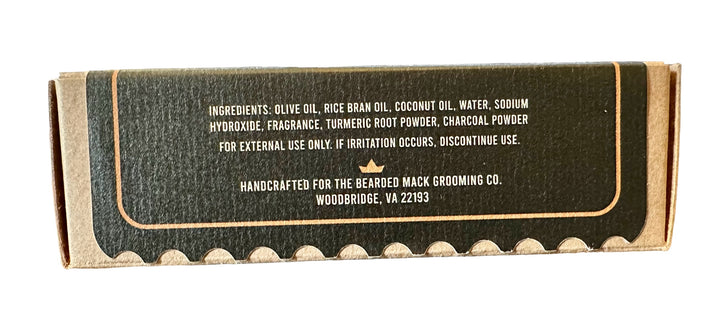 INGREDIENTS: OLIVE OIL, RICE BRAN OIL, COCONUT OIL, WATER, SODIUM
HYDROXIDE, FRAGRANCE, TURMERIC ROOT POWDER, CHARCOAL POWDER
FOR EXTERNAL USE ONLY. IF IRRITATION OCCURS, DISCONTINUE USE.
HANDCRAFTED FOR THE BEARDED MACK GROOMING CO.
WOODBRIDGE, VA 22193